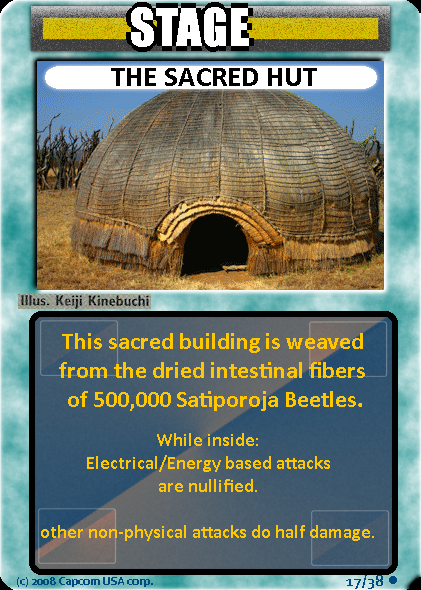 STAGE
THE SACRED HUT
Illus. Keiji Kinebuchi
This sacred building is weaved
from the dried intestinal fibers
of 500,000 Satiporoja Beetles.
While inside:
Electrical/Energy based attacks
are nullified.
other non-physical attacks do half damage.
(c) 2008 Capcom USA corp.
17/38 ●